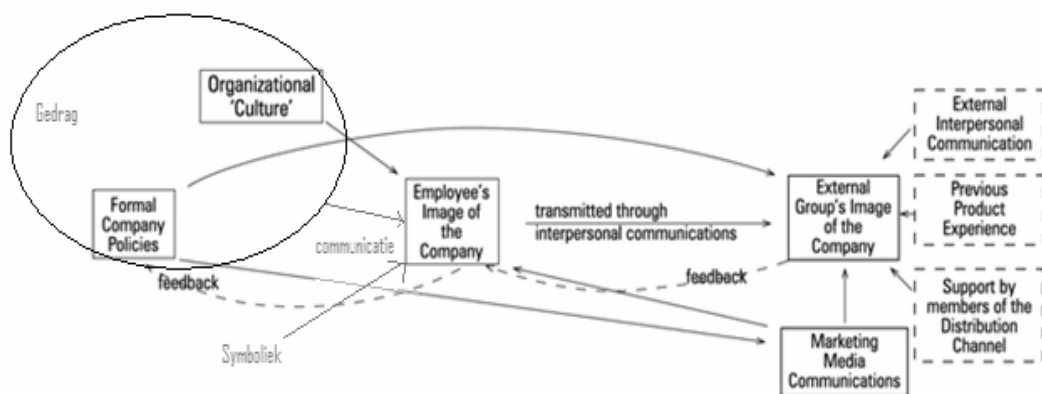 Gedrag
Organizational
'Culture'
Formal
Company
Policies
feedback
communicatie
Symboliek
Employee's
Image of
the
Company
transmitted through
interpersonal communications
feedback
External
Group's Image
of the
Company
Marketing
Media
Communications
External
Interpersonal
Communication
Previous
Product
Experience
Support by
members of the
Distribution
Channel